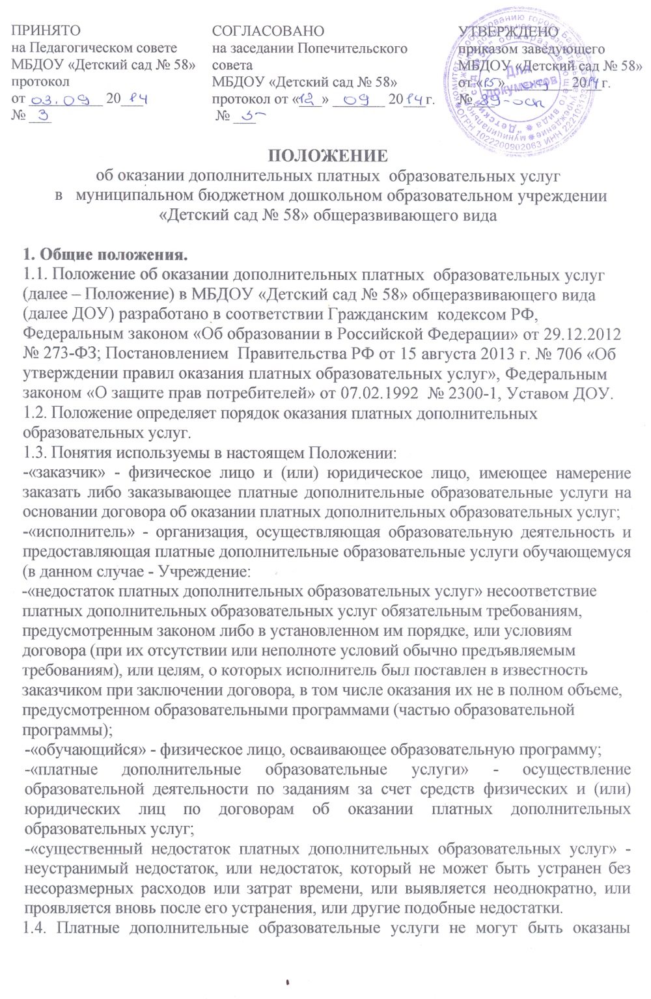 ПРИНЯТО
на Педагогическом совете
МБДОУ «Детский сад № 58»
протокол
от 03.09 2014
№ 3
СОГЛАСОВАНО
на заседании Попечительского
совета
МБДОУ «Детский сад № 58»
протокол от «12» 09 2014г.
№ 5
УТВЕРЖДЕНО
приказом заведующего
МБДОУ «Детский сад № 58»
от «15» 09 2014г.
№ 89-осн
Для
документов
ОГРН 1022200902063 ИНН
ПОЛОЖЕНИЕ
об оказании дополнительных платных образовательных услуг
в муниципальном бюджетном дошкольном образовательном учреждении
«Детский сад № 58» общеразвивающего вида
1. Общие положения.
1.1. Положение об оказании дополнительных платных образовательных услуг
(далее – Положение) в МБДОУ «Детский сад № 58» общеразвивающего вида
(далее ДОУ) разработано в соответствии Гражданским кодексом РФ,
Федеральным законом «Об образовании в Российской Федерации» от 29.12.2012
№ 273-ФЗ; Постановлением Правительства РФ от 15 августа 2013 г. № 706 «Об
утверждении правил оказания платных образовательных услуг», Федеральным
законом «О защите прав потребителей» от 07.02.1992 № 2300-1, Уставом ДОУ.
1.2. Положение определяет порядок оказания платных дополнительных
образовательных услуг.
1.3. Понятия используемы в настоящем Положении:
-«заказчик» - физическое лицо и (или) юридическое лицо, имеющее намерение
заказать либо заказывающее платные дополнительные образовательные услуги на
основании договора об оказании платных дополнительных образовательных услуг;
-«исполнитель» - организация, осуществляющая образовательную деятельность и
предоставляющая платные дополнительные образовательные услуги обучающемуся
(в данном случае - Учреждение:
-«недостаток платных дополнительных образовательных услуг» несоответствие
платных дополнительных образовательных услуг обязательным требованиям,
предусмотренным законом либо в установленном им порядке, или условиям
договора (при их отсутствии или неполноте условий обычно предъявляемым
требованиям), или целям, о которых исполнитель был поставлен в известность
заказчиком при заключении договора, в том числе оказания их не в полном объеме,
предусмотренном образовательными программами (частью образовательной
программы);
-«обучающийся» - физическое лицо, осваивающее образовательную программу;
-«платные дополнительные образовательные услуги» - осуществление
образовательной деятельности по заданиям за счет средств физических и (или)
юридических лиц по договорам об оказании платных дополнительных
образовательных услуг;
-«существенный недостаток платных дополнительных образовательных услуг» -
неустранимый недостаток, или недостаток, который не может быть устранен без
несоразмерных расходов или затрат времени, или выявляется неоднократно, или
проявляется вновь после его устранения, или другие подобные недостатки.
1.4. Платные дополнительные образовательные услуги не могут быть оказаны